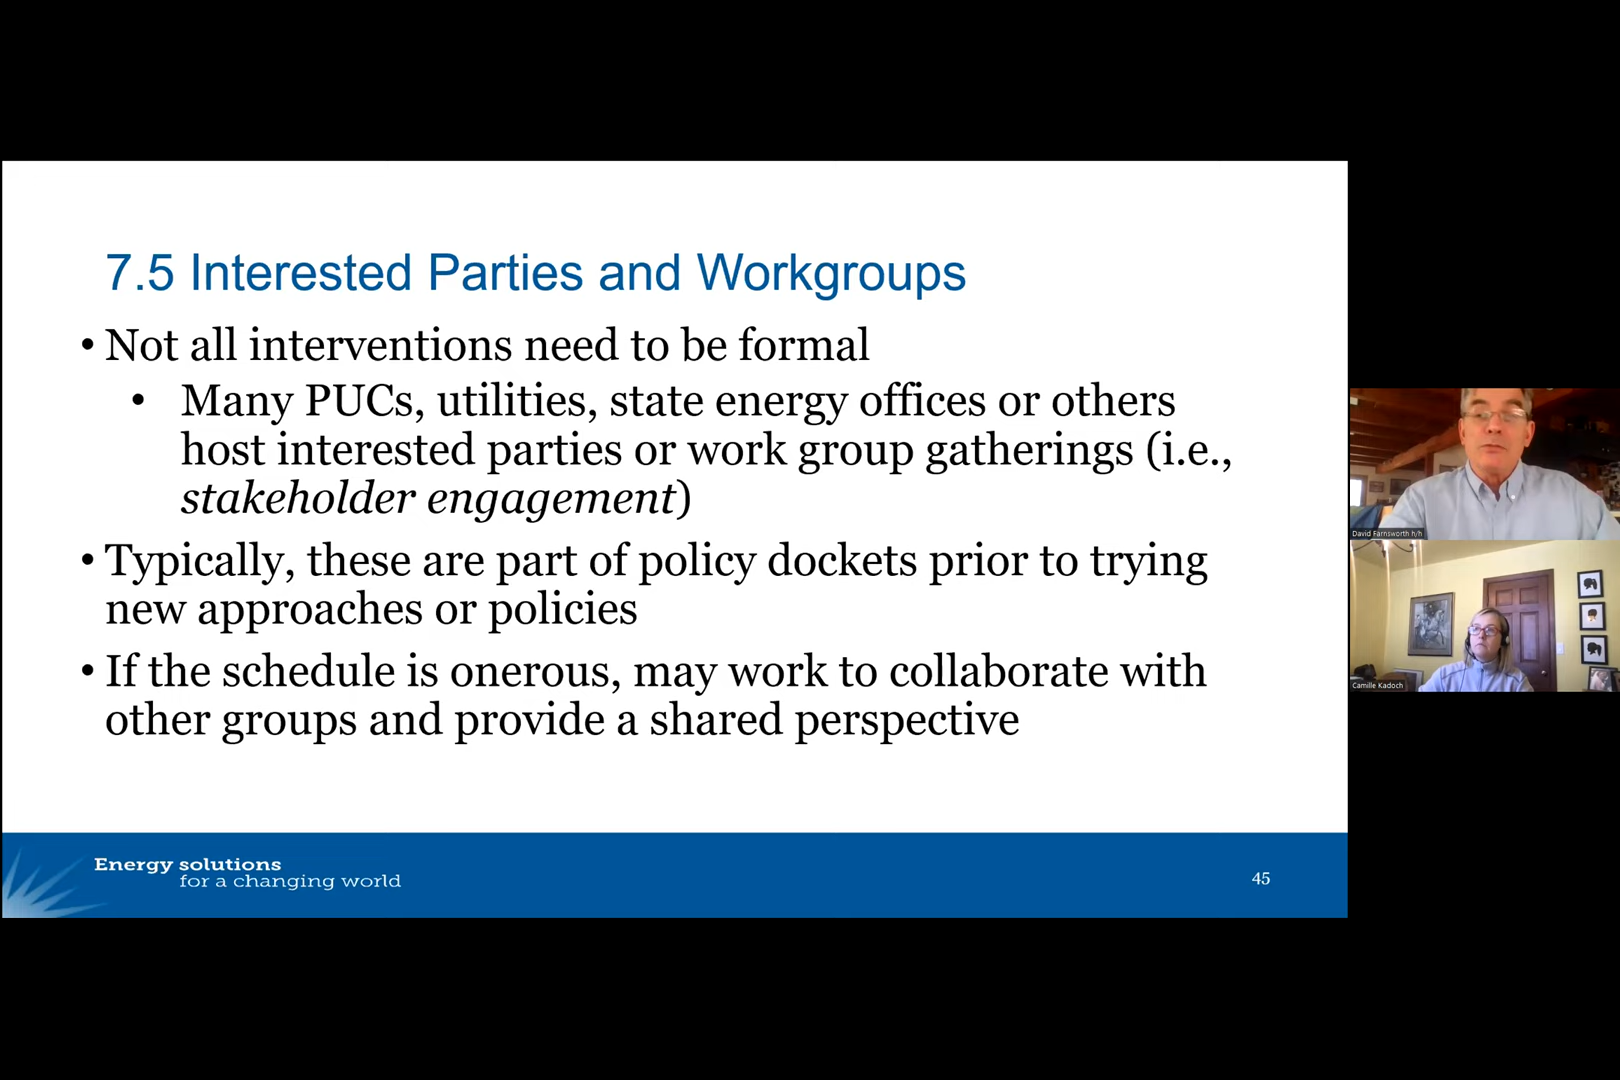 7.5 Interested Parties and Workgroups
• Not all interventions need to be formal
• Many PUCs, utilities, state energy offices or others
host interested parties or work group gatherings (i.e.,
stakeholder engagement)
• Typically, these are part of policy dockets prior to trying
new approaches or policies
• If the schedule is onerous, may work to collaborate with
other groups and provide a shared perspective
Energy solutions
for a changing world
45
David Farnsworth h/h
Camille Kadoch